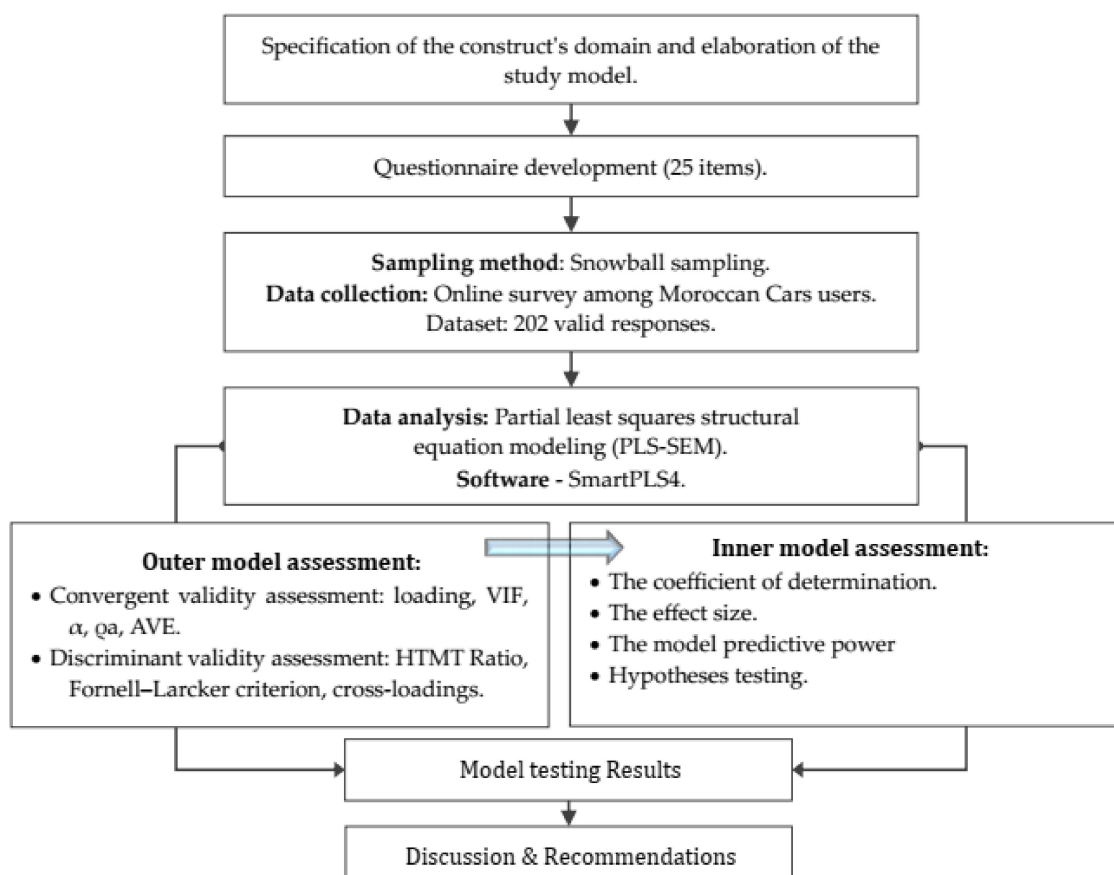 Specification of the construct's domain and elaboration of the
study model.
Questionnaire development (25 items).
Sampling method: Snowball sampling.
Data collection: Online survey among Moroccan Cars users.
Dataset: 202 valid responses.
Data analysis: Partial least squares structural
equation modeling (PLS-SEM).
Software - SmartPLS4.
Outer model assessment:
• Convergent validity assessment: loading, VIF,
α, ϱa, AVE.
• Discriminant validity assessment: HTMT Ratio,
Fornell–Larcker criterion, cross-loadings.
Inner model assessment:
• The coefficient of determination.
• The effect size.
• The model predictive power
• Hypotheses testing.
Model testing Results
Discussion & Recommendations